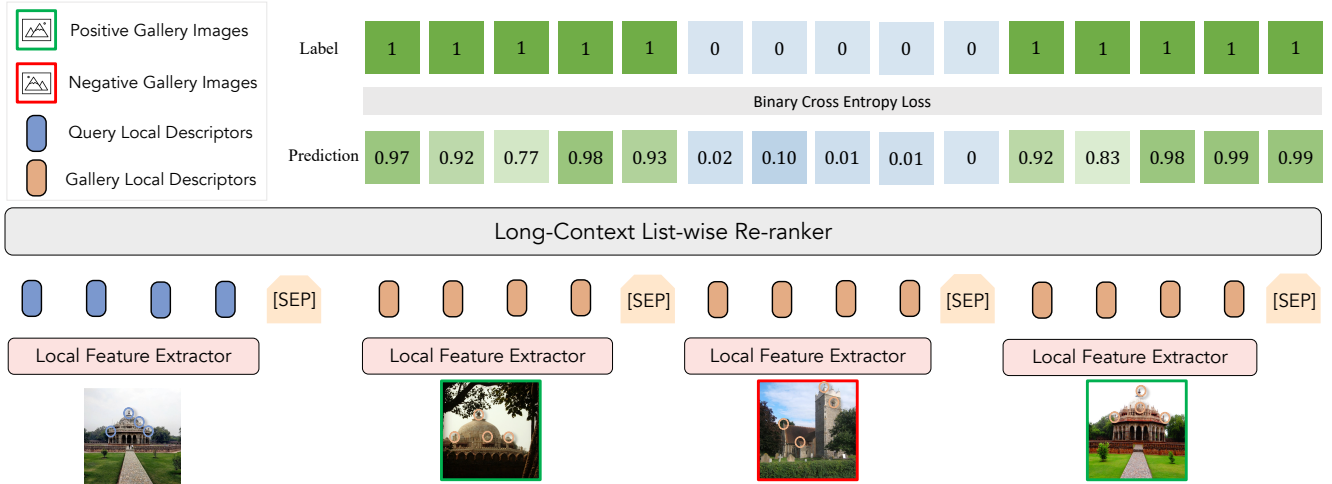 Positive Gallery Images
Negative Gallery Images
Query Local Descriptors
Gallery Local Descriptors
Label 1 1 1 1 1 0 0 0 0 0 1 1 1 1 1
Binary Cross Entropy Loss
Prediction 0.97 0.92 0.77 0.98 0.93 0.02 0.10 0.01 0.01 0 0.92 0.83 0.98 0.99 0.99
Long-Context List-wise Re-ranker
[SEP] [SEP] [SEP] [SEP]
Local Feature Extractor Local Feature Extractor Local Feature Extractor Local Feature Extractor